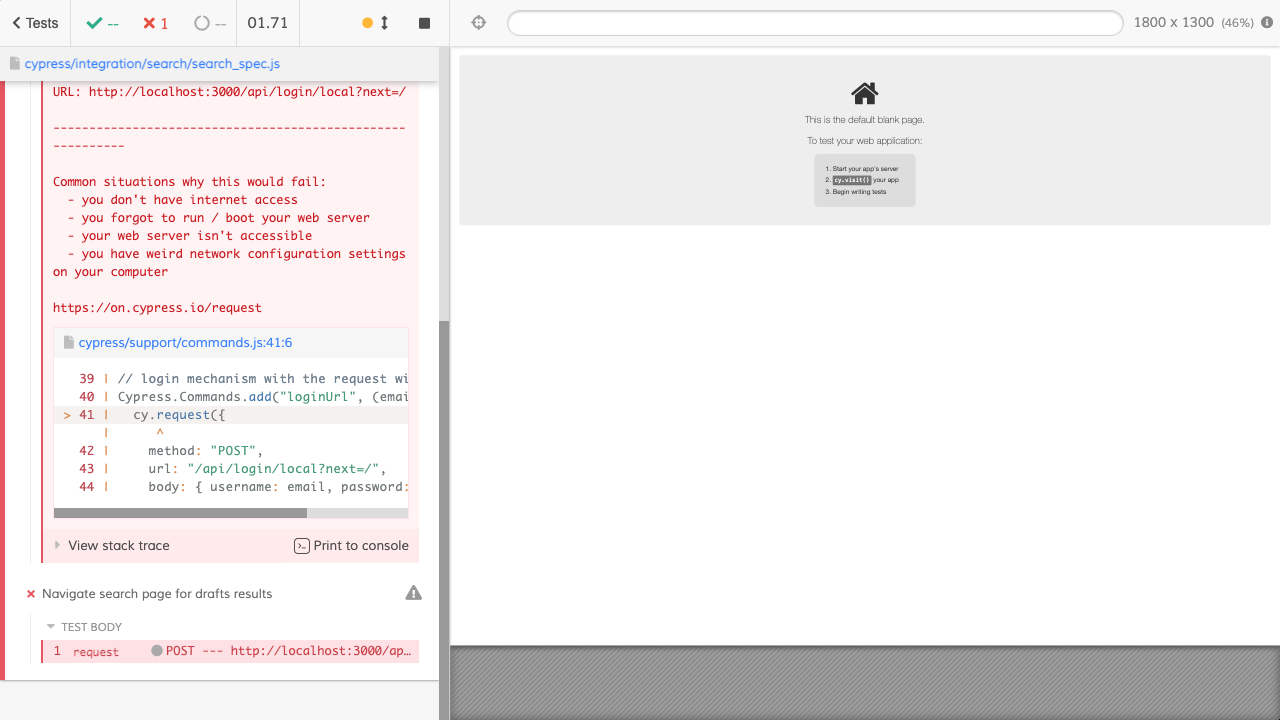 Tests
--
1
--
01.71
1800 x 1300 (46%)
cypress/integration/search/search_spec.js
URL: http://localhost:3000/api/login/local?next=/
----------------------------------------------
----------
Common situations why this would fail:
- you don't have internet access
- you forgot to run / boot your web server
- your web server isn't accessible
- you have weird network configuration settings
on your computer
https://on.cypress.io/request
cypress/support/commands.js:41:6
39 | // login mechanism with the request wi
40 | Cypress.Commands.add("loginUrl", (emai
> 41 | cy.request({
| ^
42 | method: "POST",
43 | url: "/api/login/local?next=/",
44 | body: { username: email, password:
View stack trace
Print to console
Navigate search page for drafts results
TEST BODY
1 request POST --- http://localhost:3000/ap…
This is the default blank page.
To test your web application:
1. Start your app's server
2. cy.visit() your app
3. Begin writing tests